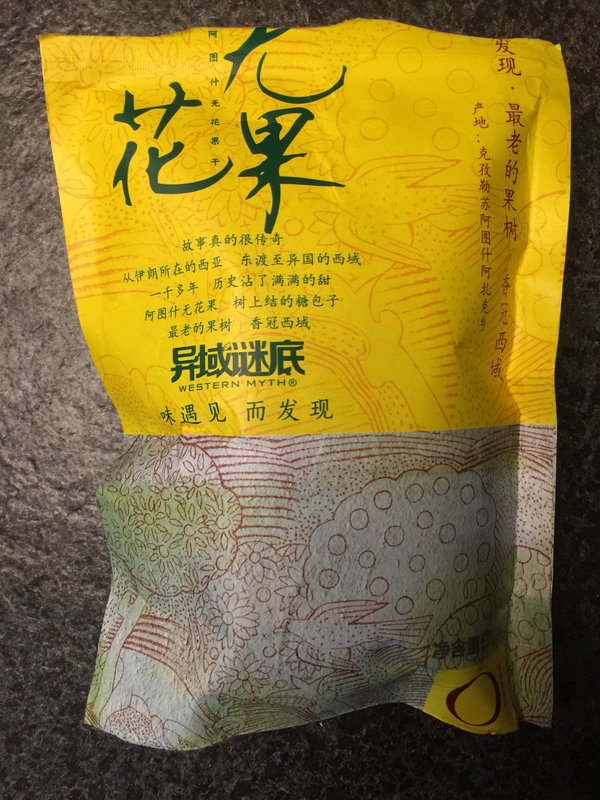 阿图什无花果干
无花果
故事真的很传奇
从伊朗所在的西亚 东渡至异国的西域
一千多年 历史沾了满满的甜
阿图什无花果 树上结的糖包子
最老的果树 香冠西域
异域谜底
WESTERN MYTH®
味遇见 而发现
发现·最老的果树 香冠西域
产地：克孜勒苏阿图什阿扎克乡
净含量